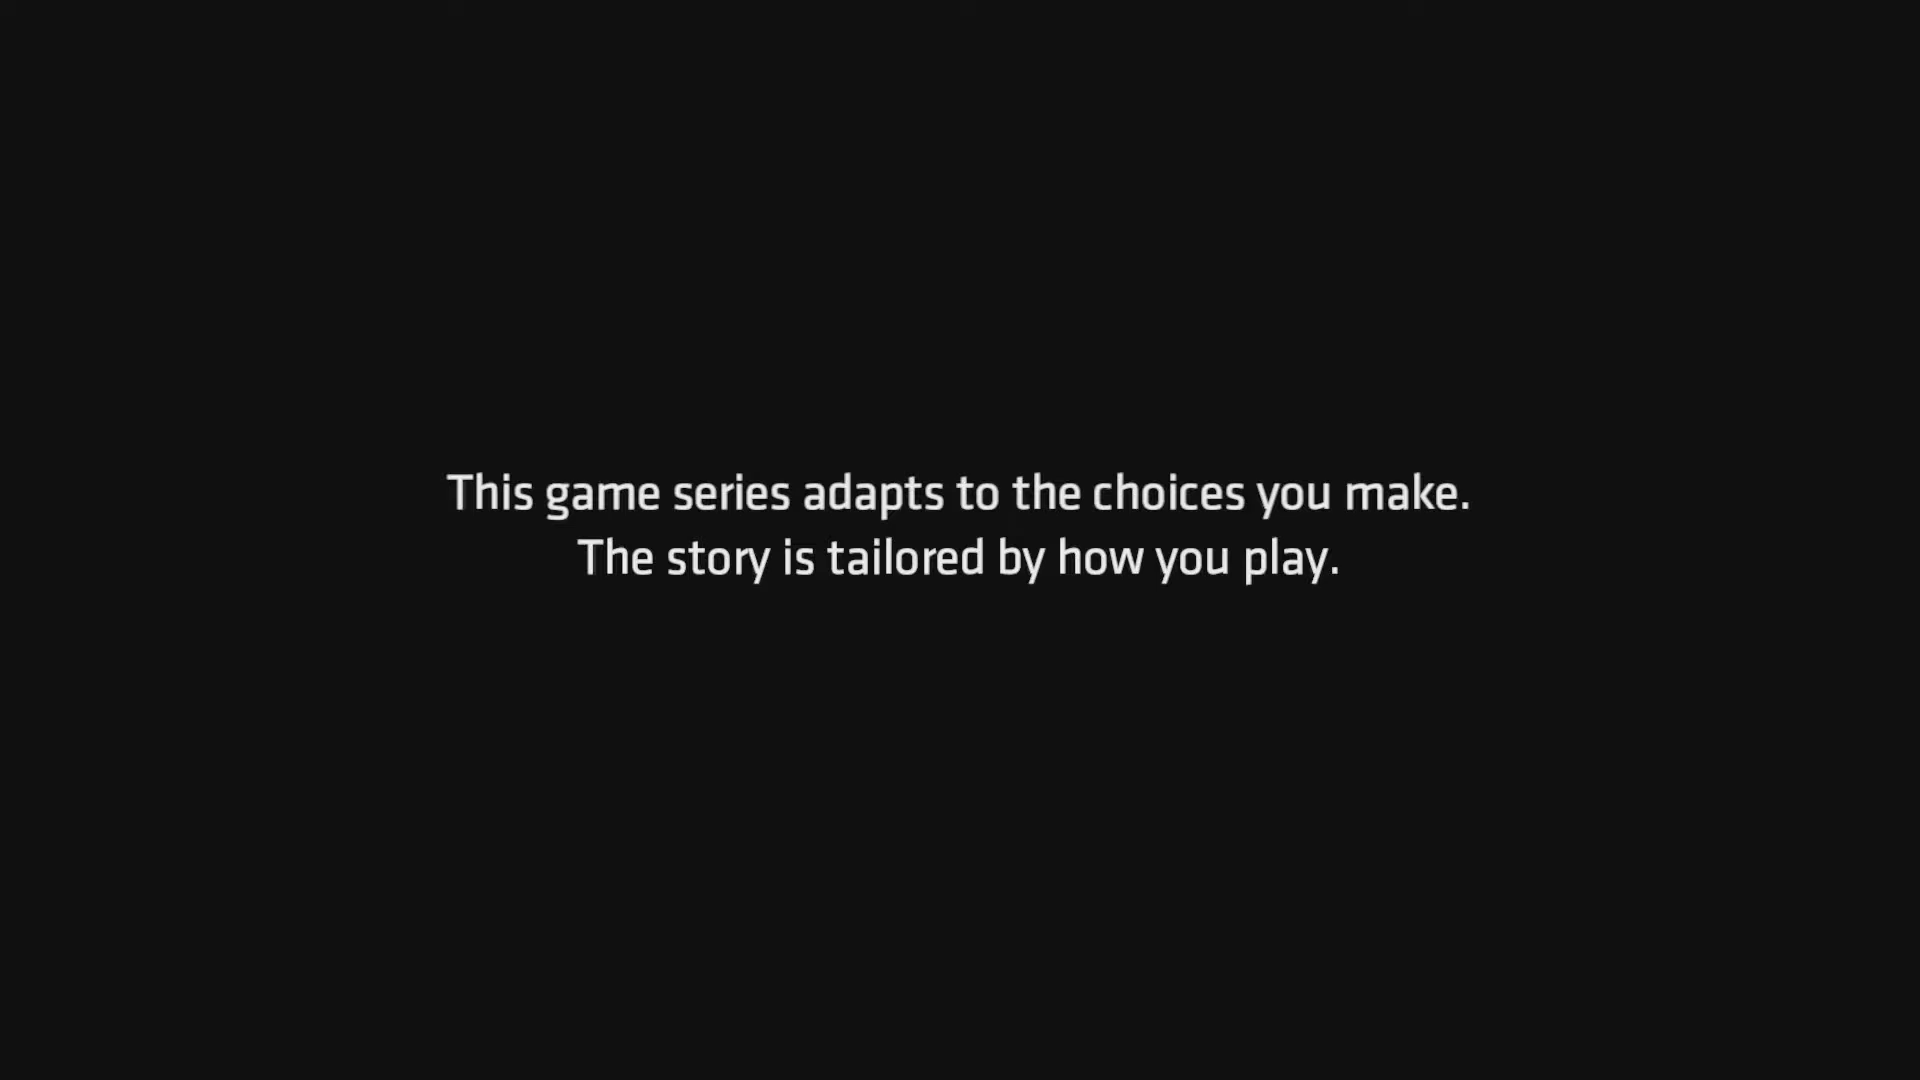 This game series adapts to the choices you make.
The story is tailored by how you play.